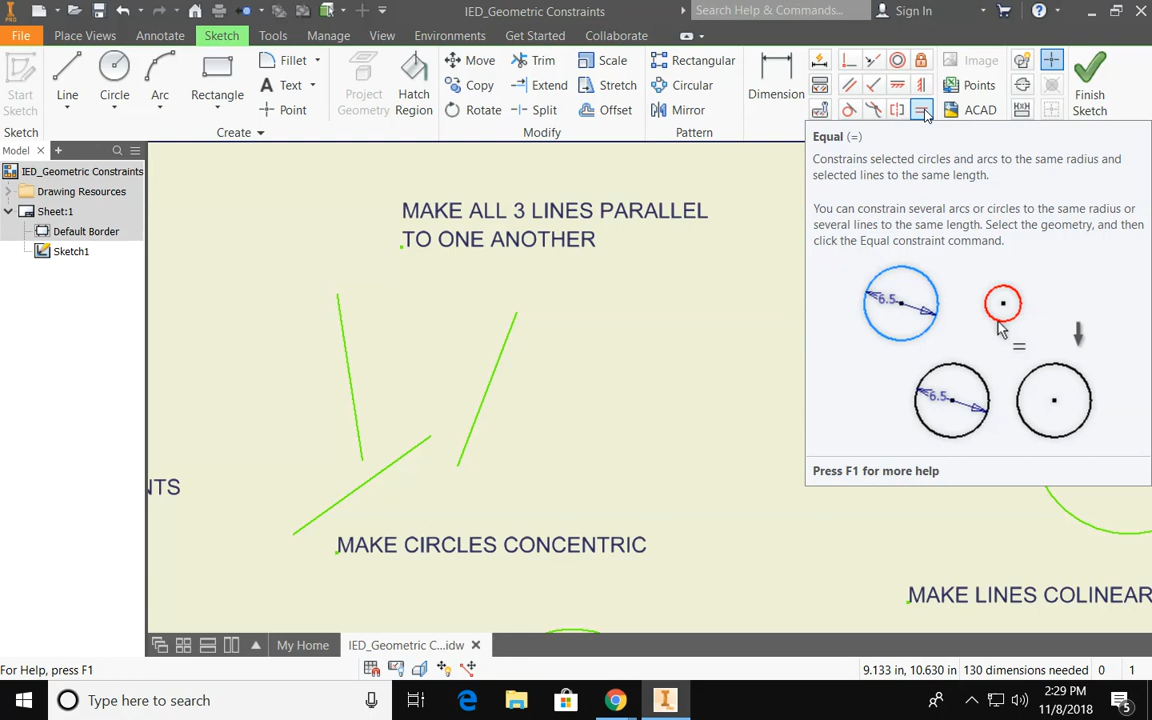 PRO
IED_Geometric Constraints
Search Help & Commands...
Sign In
File
Place Views
Annotate
Sketch
Tools
Manage
View
Environments
Get Started
Collaborate
Start
Sketch
Line
Circle
Arc
Rectangle
Fillet
Text
Point
Project
Geometry
Hatch
Region
Move
Copy
Rotate
Trim
Extend
Split
Scale
Stretch
Offset
Rectangular
Circular
Mirror
Dimension
Image
Points
ACAD
Finish
Sketch
Sketch
Create
Modify
Pattern
Model
IED_Geometric Constraints
Drawing Resources
Sheet:1
Default Border
Sketch1
Equal (=)
Constrains selected circles and arcs to the same radius and
selected lines to the same length.
You can constrain several arcs or circles to the same radius or
several lines to the same length. Select the geometry, and then
click the Equal constraint command.
6.5
=
6.5
Press F1 for more help
MAKE ALL 3 LINES PARALLEL
TO ONE ANOTHER
NTS
MAKE CIRCLES CONCENTRIC
MAKE LINES COLINEAR
My Home
IED_Geometric C...idw
For Help, press F1
9.133 in, 10.630 in
130 dimensions needed
0
1
Type here to search
2:29 PM
11/8/2018
5